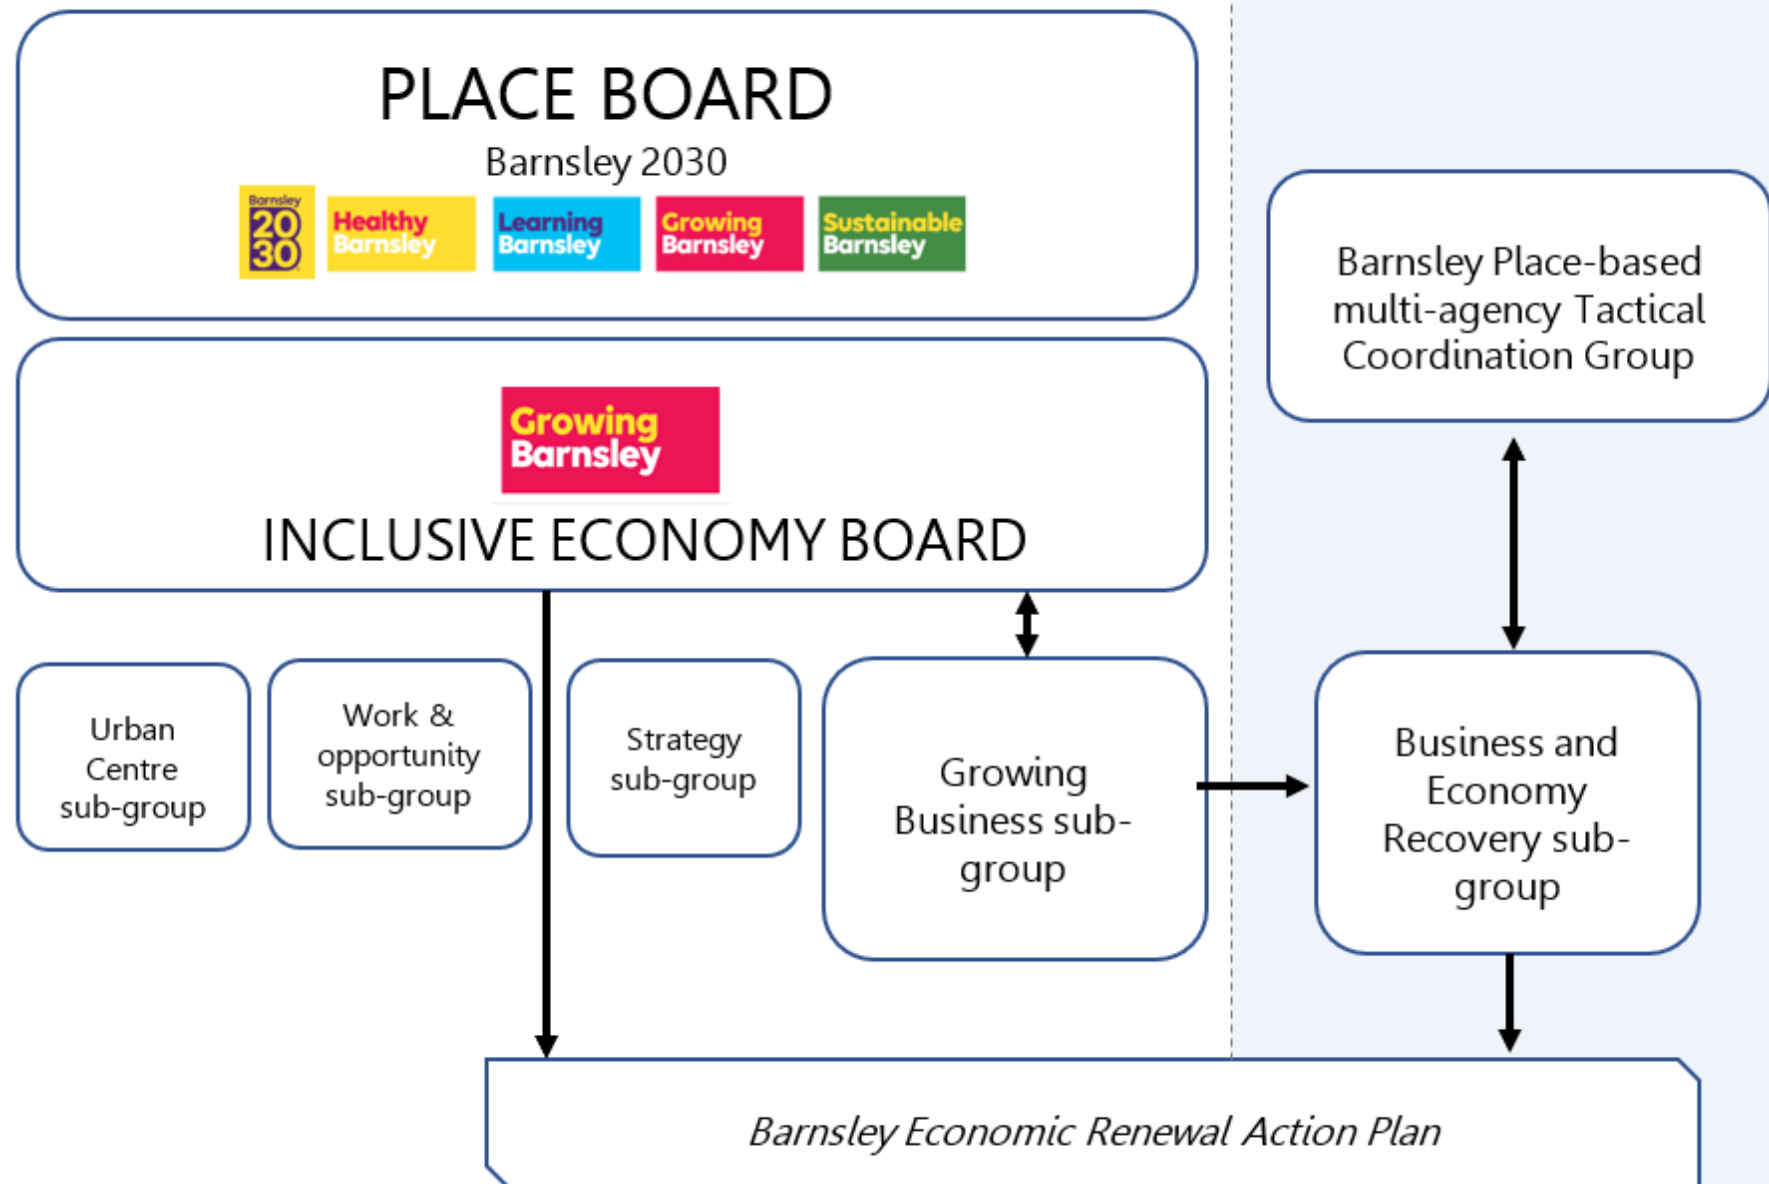 PLACE BOARD
Barnsley 2030
Barnsley
20
30
Healthy
Barnsley
Learning
Barnsley
Growing
Barnsley
Sustainable
Barnsley
Growing
Barnsley
INCLUSIVE ECONOMY BOARD
Barnsley Place-based
multi-agency Tactical
Coordination Group
Urban
Centre
sub-group
Work &
opportunity
sub-group
Strategy
sub-group
Growing
Business sub-
group
Business and
Economy
Recovery sub-
group
Barnsley Economic Renewal Action Plan